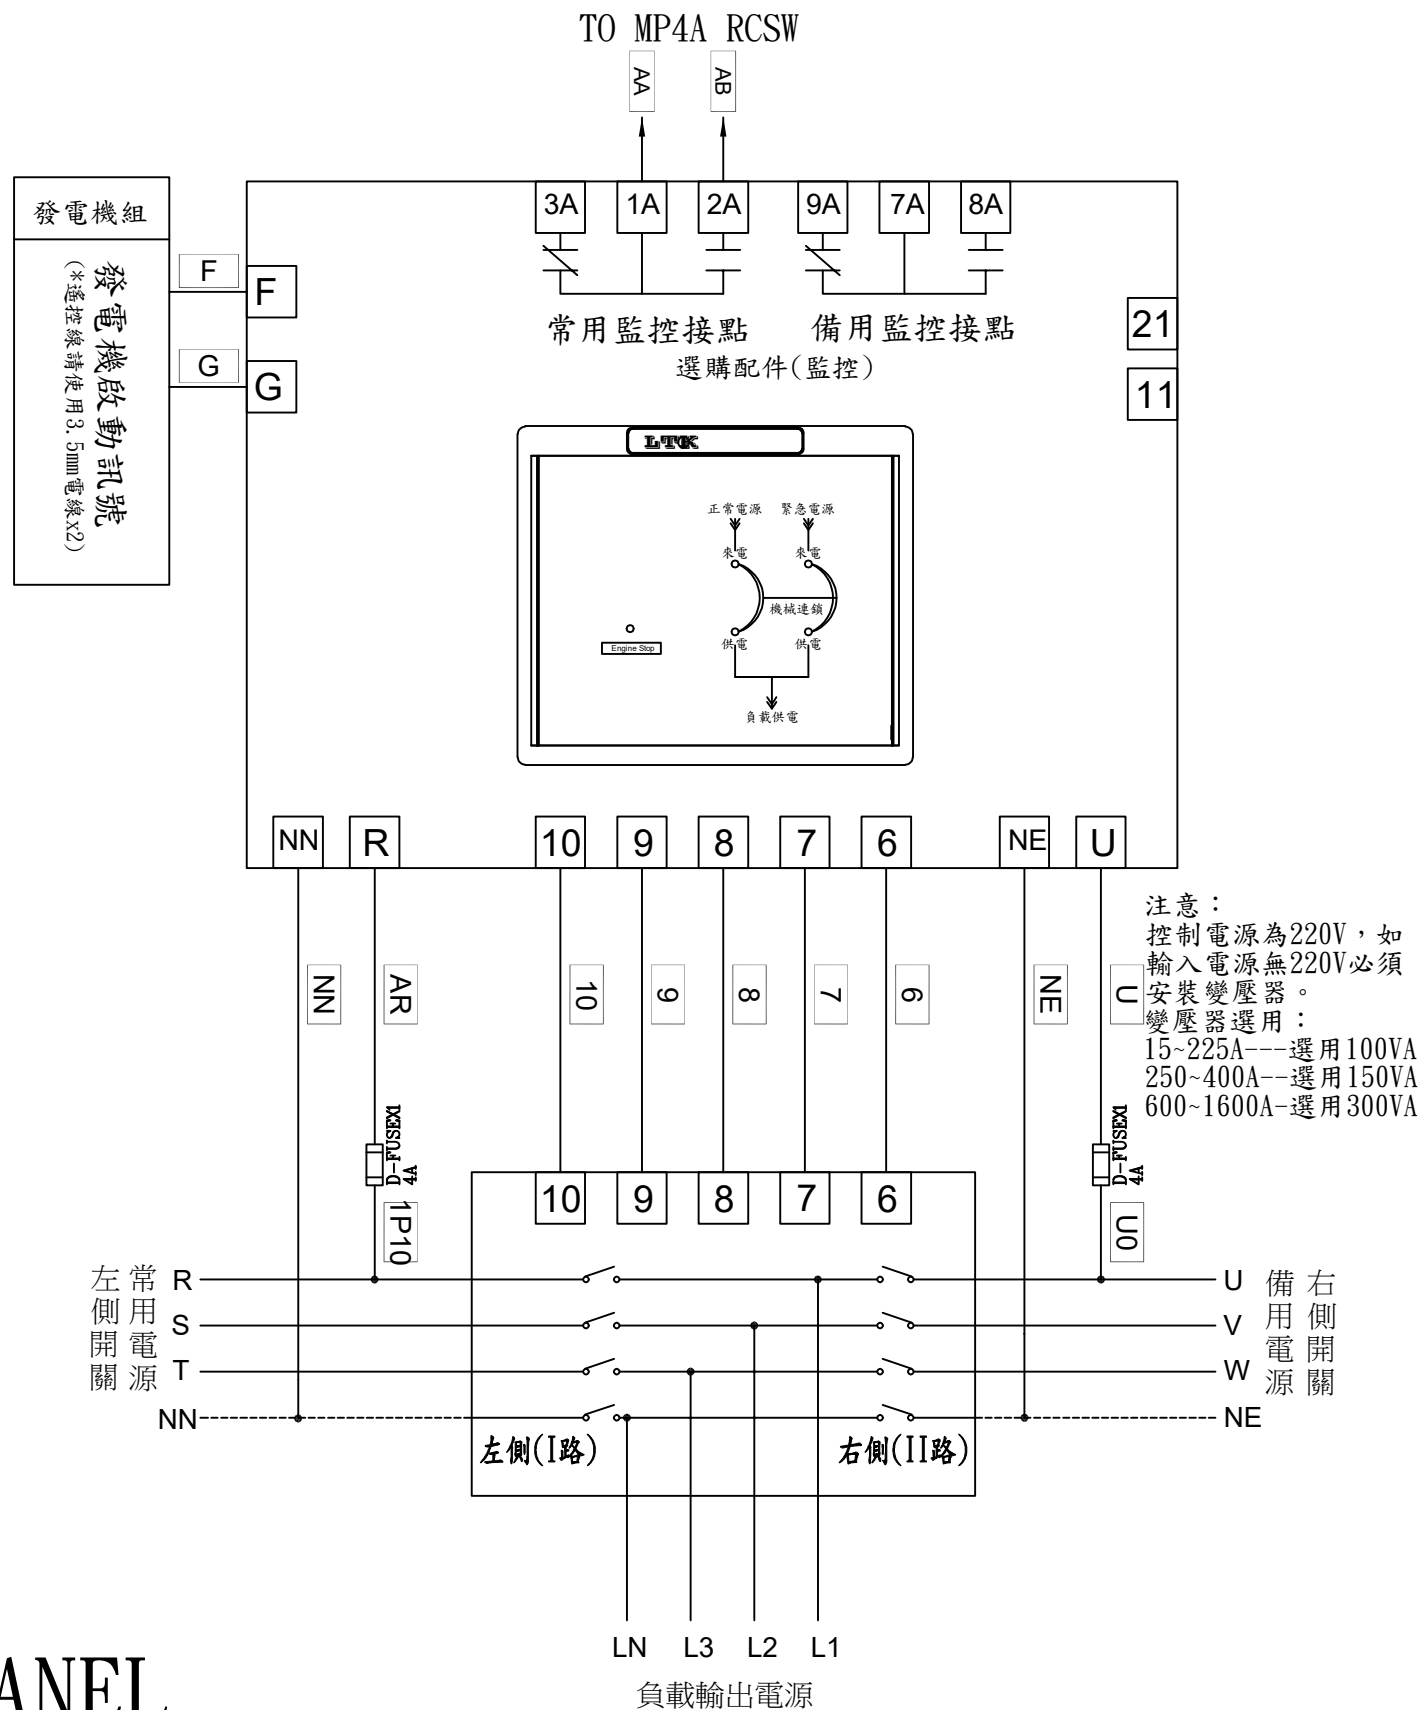 TO MP4A RCSW
AA
AB
發電機組
發電機啟動訊號
(*遙控線請使用3.5mm電線x2)
F
G
F
G
3A
1A
2A
9A
7A
8A
常用監控接點
備用監控接點
選購配件(監控)
21
11
LTGK
正常電源
緊急電源
來電
來電
機械連鎖
供電
供電
負載供電
Engine Stop
NN
R
10
9
8
7
6
NE
U
NN
AR
10
9
8
7
6
NE
U
注意：
控制電源為220V，如
輸入電源無220V必須
安裝變壓器。
變壓器選用：
15~225A---選用100VA
250~400A--選用150VA
600~1600A-選用300VA
D-FUSEX1
4A
1P10
D-FUSEX1
4A
U0
10
9
8
7
6
左側開關
常用電源
R
S
T
NN
U
V
W
NE
備用電源
右側開關
左側(I路)
右側(II路)
LN
L3
L2
L1
負載輸出電源
ANEL